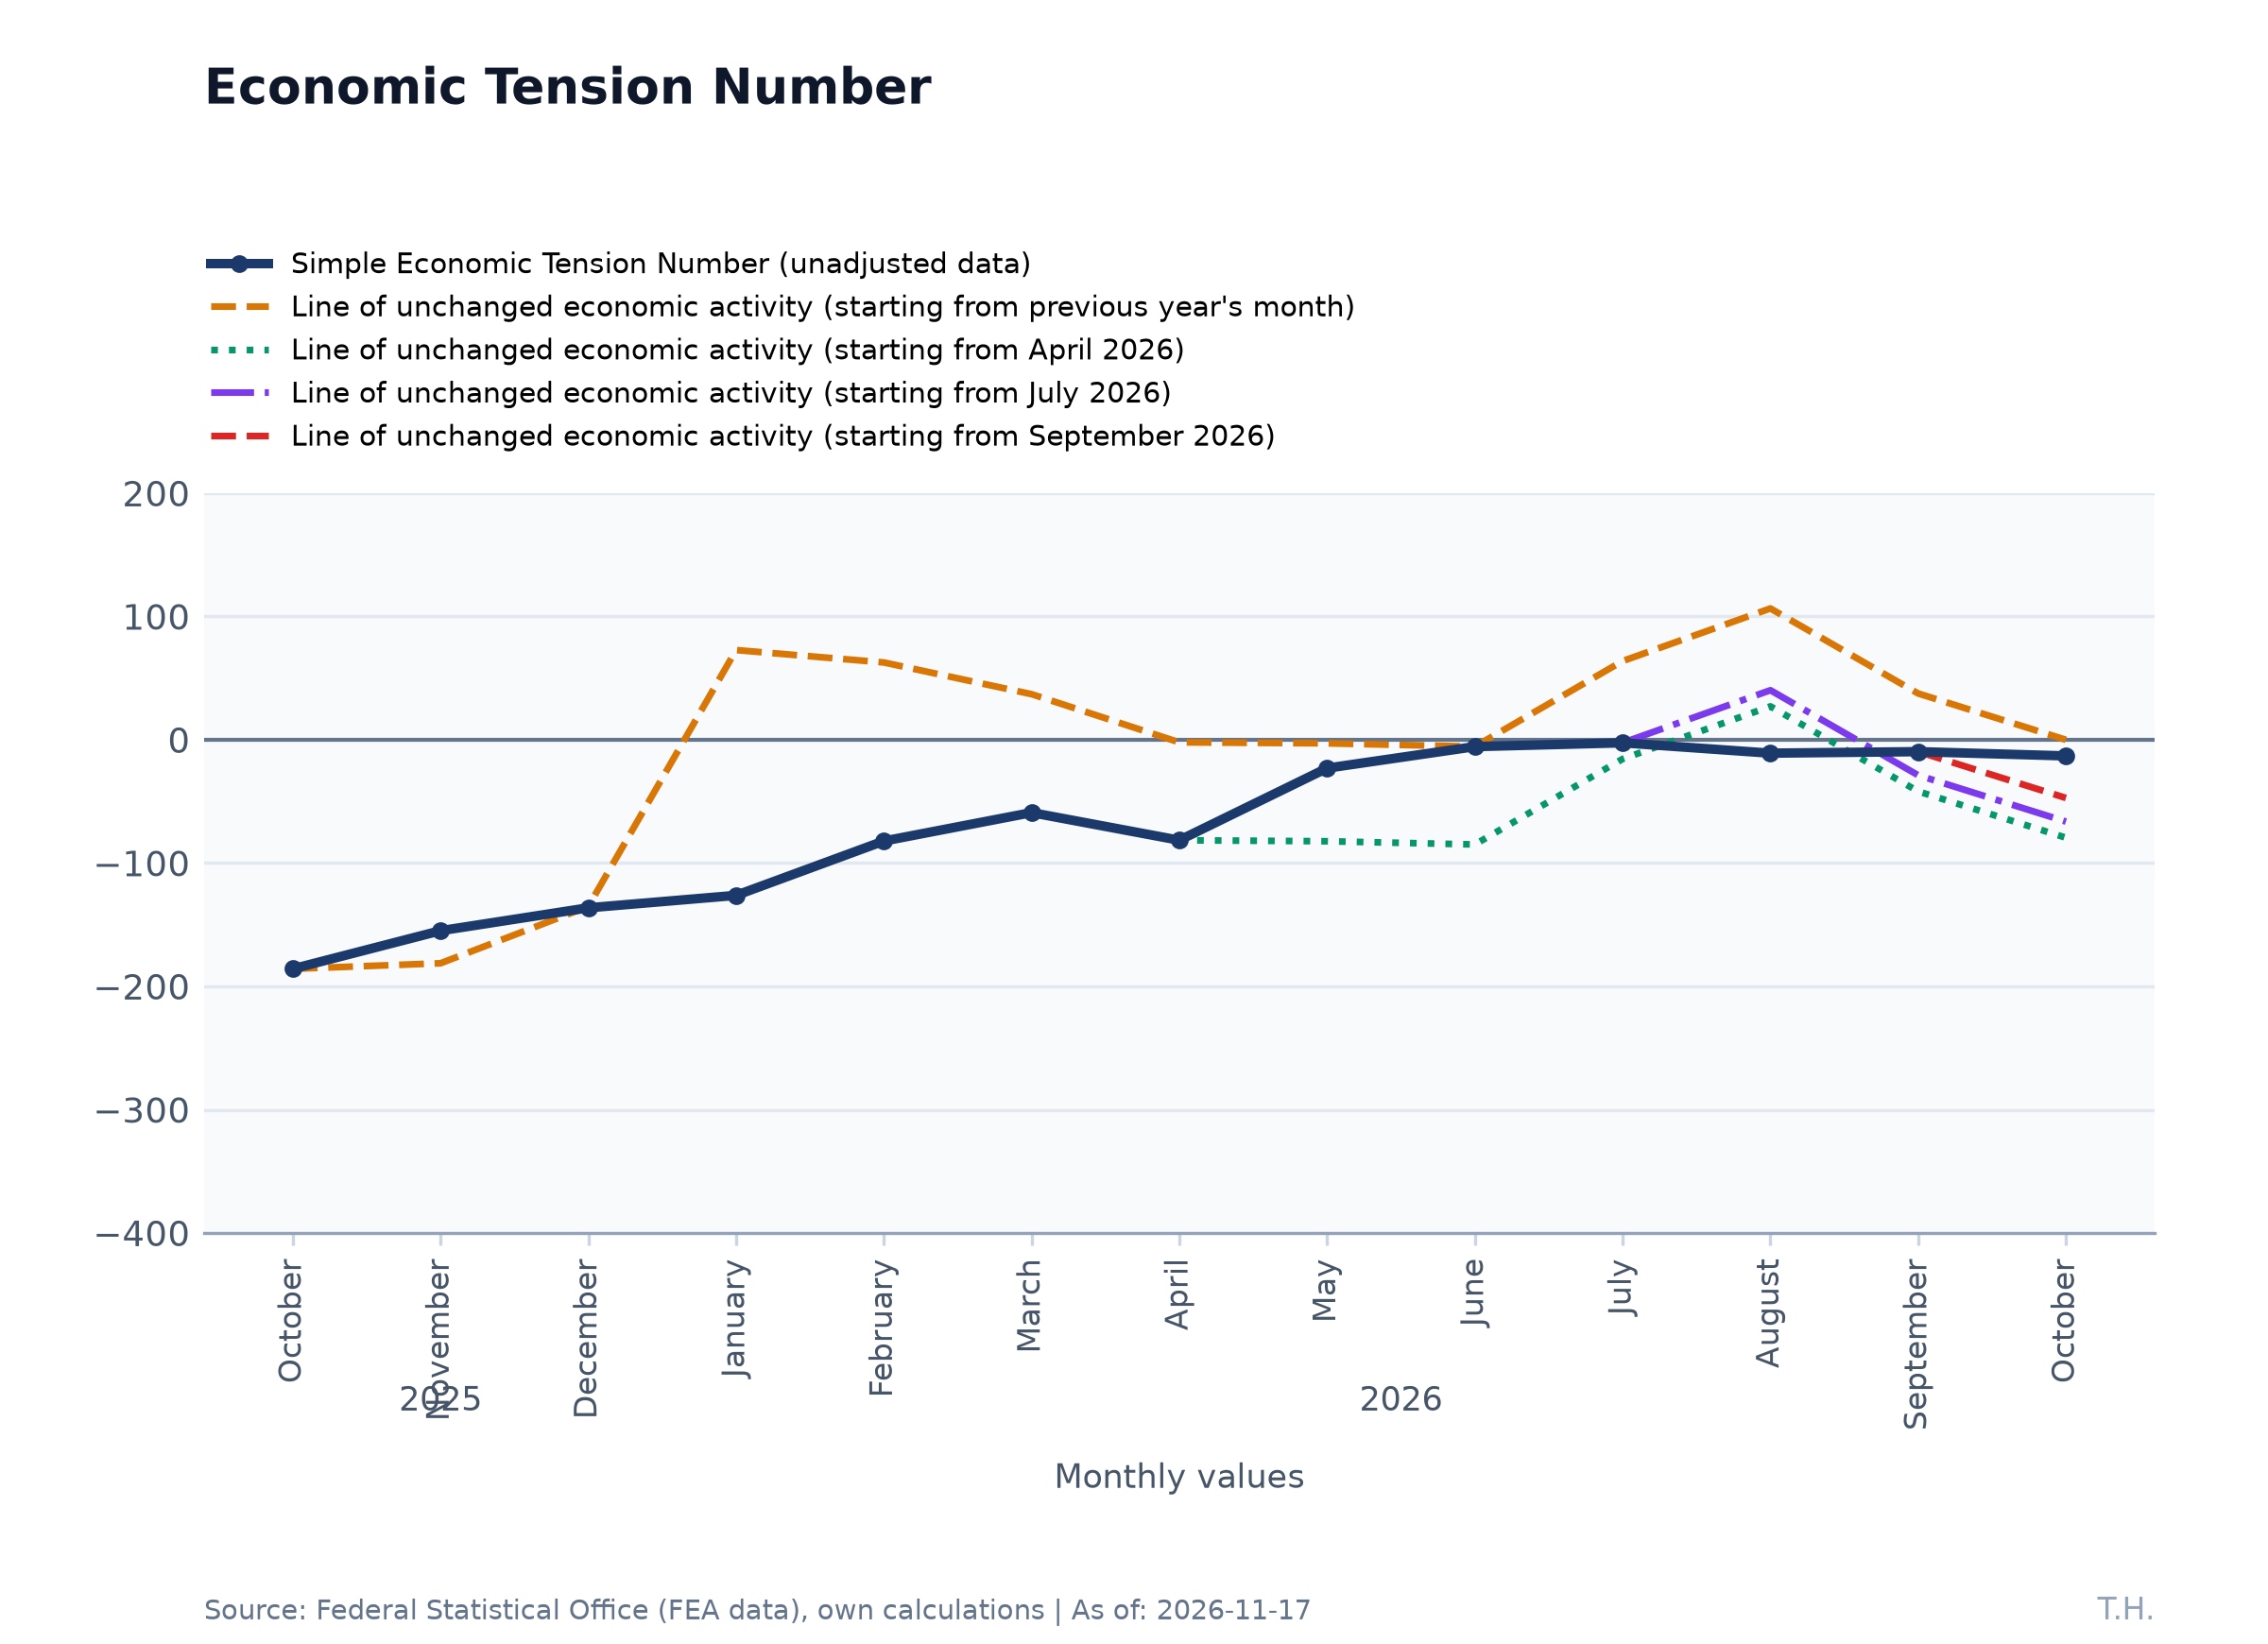 Economic Tension Number
Simple Economic Tension Number (unadjusted data)
Line of unchanged economic activity (starting from previous year's month)
Line of unchanged economic activity (starting from April 2026)
Line of unchanged economic activity (starting from July 2026)
Line of unchanged economic activity (starting from September 2026)
200
100
0
−100
−200
−300
−400
October
November
December
January
February
March
April
May
June
July
August
September
October
2025
2026
Monthly values
Source: Federal Statistical Office (FEA data), own calculations | As of: 2026-11-17
T.H.